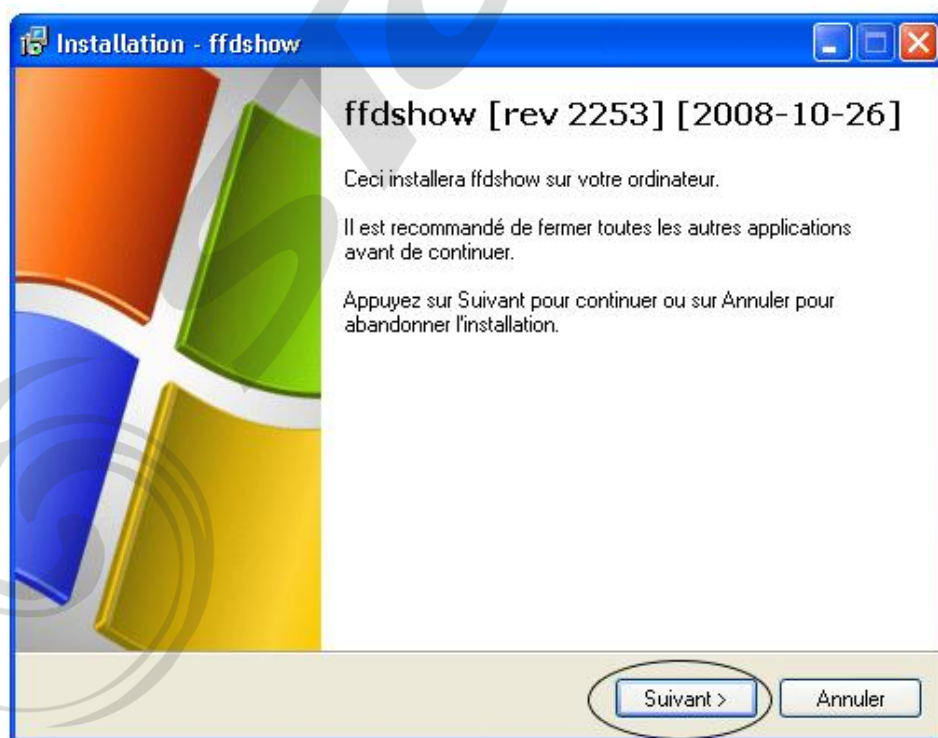 Installation - ffdshow
ffdshow [rev 2253] [2008-10-26]
Ceci installera ffdshow sur votre ordinateur.
Il est recommandé de fermer toutes les autres applications
avant de continuer.
Appuyez sur Suivant pour continuer ou sur Annuler pour
abandonner l'installation.
Suivant >
Annuler